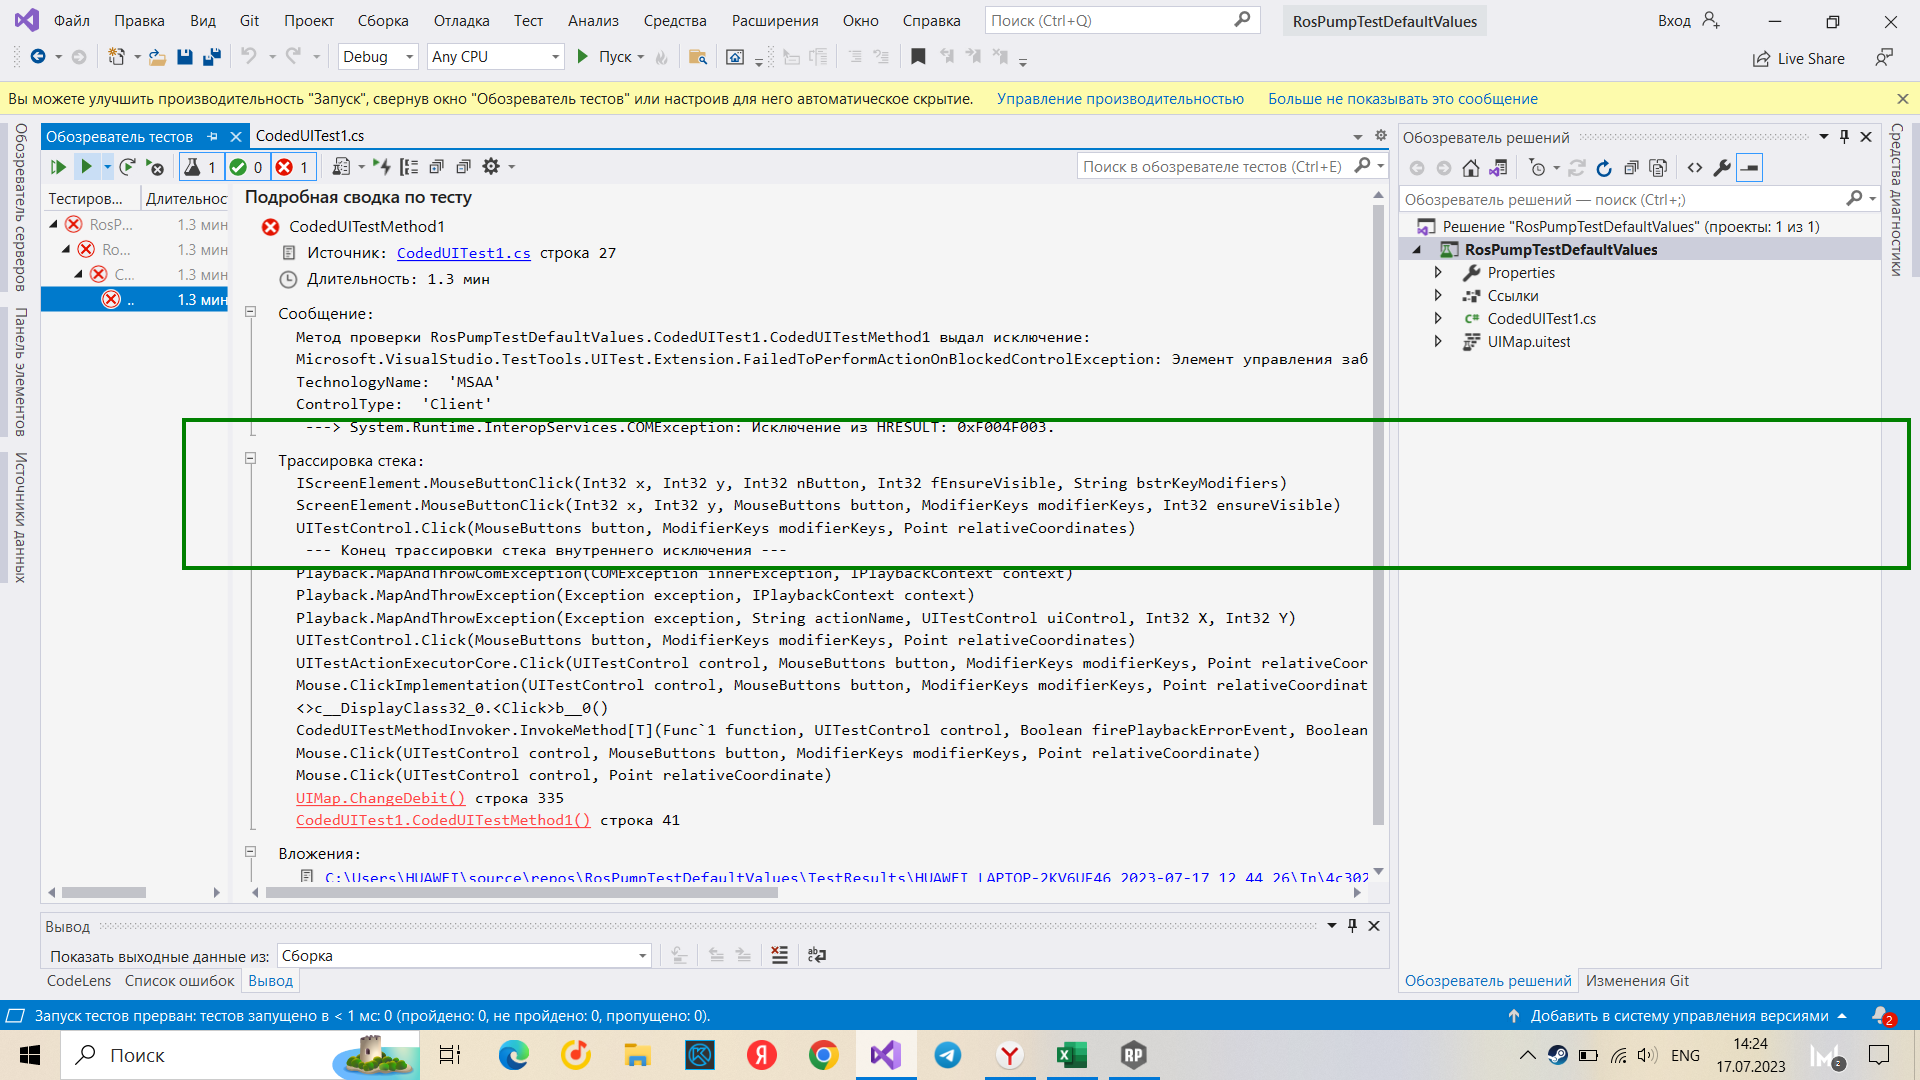 Файл Правка Вид Git Проект Сборка Отладка Тест Анализ Средства Расширения Окно Справка Поиск (Ctrl+Q) RosPumpTestDefaultValues Вход
Debug Any CPU Пуск Live Share
Вы можете улучшить производительность "Запуск", свернув окно "Обозреватель тестов" или настроив для него автоматическое скрытие. Управление производительностью Больше не показывать это сообщение
Обозреватель серверов
Панель элементов
Источники данных
Обозреватель тестов CodedUITest1.cs
1 0 1 Поиск в обозревателе тестов (Ctrl+E)
Тестиров... Длительнос
RosP... 1.3 мин
Ro... 1.3 мин
C... 1.3 мин
.. 1.3 мин
Подробная сводка по тесту
CodedUITestMethod1
Источник: CodedUITest1.cs строка 27
Длительность: 1.3 мин
Сообщение:
Метод проверки RosPumpTestDefaultValues.CodedUITest1.CodedUITestMethod1 выдал исключение:
Microsoft.VisualStudio.TestTools.UITest.Extension.FailedToPerformActionOnBlockedControlException: Элемент управления заб
TechnologyName: 'MSAA'
ControlType: 'Client'
---> System.Runtime.InteropServices.COMException: Исключение из HRESULT: 0xF004F003.
Трассировка стека:
IScreenElement.MouseButtonClick(Int32 x, Int32 y, Int32 nButton, Int32 fEnsureVisible, String bstrKeyModifiers)
ScreenElement.MouseButtonClick(Int32 x, Int32 y, MouseButtons button, ModifierKeys modifierKeys, Int32 ensureVisible)
UITestControl.Click(MouseButtons button, ModifierKeys modifierKeys, Point relativeCoordinates)
--- Конец трассировки стека внутреннего исключения ---
Playback.MapAndThrowComException(COMException innerException, IPlaybackContext context)
Playback.MapAndThrowException(Exception exception, IPlaybackContext context)
Playback.MapAndThrowException(Exception exception, String actionName, UITestControl uiControl, Int32 X, Int32 Y)
UITestControl.Click(MouseButtons button, ModifierKeys modifierKeys, Point relativeCoordinates)
UITestActionExecutorCore.Click(UITestControl control, MouseButtons button, ModifierKeys modifierKeys, Point relativeCoor
Mouse.ClickImplementation(UITestControl control, MouseButtons button, ModifierKeys modifierKeys, Point relativeCoordinat
<>c__DisplayClass32_0.<Click>b__0()
CodedUITestMethodInvoker.InvokeMethod[T](Func`1 function, UITestControl control, Boolean firePlaybackErrorEvent, Boolean
Mouse.Click(UITestControl control, MouseButtons button, ModifierKeys modifierKeys, Point relativeCoordinate)
Mouse.Click(UITestControl control, Point relativeCoordinate)
UIMap.ChangeDebit() строка 335
CodedUITest1.CodedUITestMethod1() строка 41
Вложения:
C:\Users\HUAWEI\source\repos\RosPumpTestDefaultValues\TestResults\HUAWEI_LAPTOP-2KV6UF46_2023-07-17_12_44_26\In\4c302
Обозреватель решений
Обозреватель решений — поиск (Ctrl+;)
Решение "RosPumpTestDefaultValues" (проекты: 1 из 1)
RosPumpTestDefaultValues
Properties
Ссылки
CodedUITest1.cs
UIMap.uitest
Средства диагностики
Вывод
Показать выходные данные из: Сборка
CodeLens Список ошибок Вывод
Обозреватель решений Изменения Git
Запуск тестов прерван: тестов запущено в < 1 мс: 0 (пройдено: 0, не пройдено: 0, пропущено: 0). Добавить в систему управления версиями 2
Поиск Я Y RP ENG 14:24
17.07.2023 2